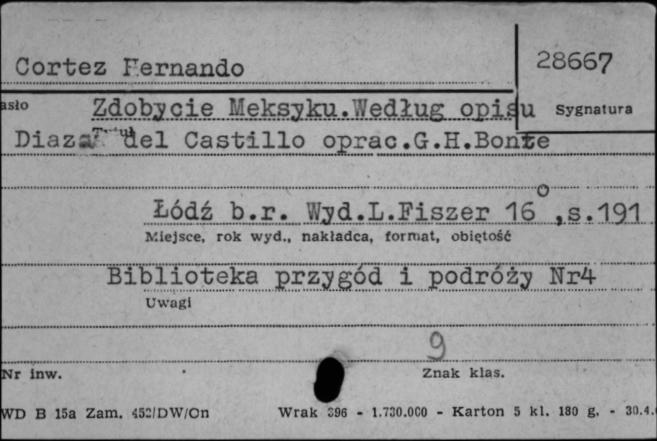 Cortez Fernando
28667
asło
Zdobycie Meksyku.Według opisu
Sygnatura
Diaza del Castillo oprac.G.H.Bonte
Łódź b.r. Wyd.L.Fiszer 16°,s.191
Miejsce, rok wyd., nakładca, format, objętość
Biblioteka przygód i podróży Nr4
Uwagi
9
Nr inw.
Znak klas.
WD B 15a Zam. 452/DW/On Wrak 396 - 1.730.000 - Karton 5 kl. 180 g. - 30.4.